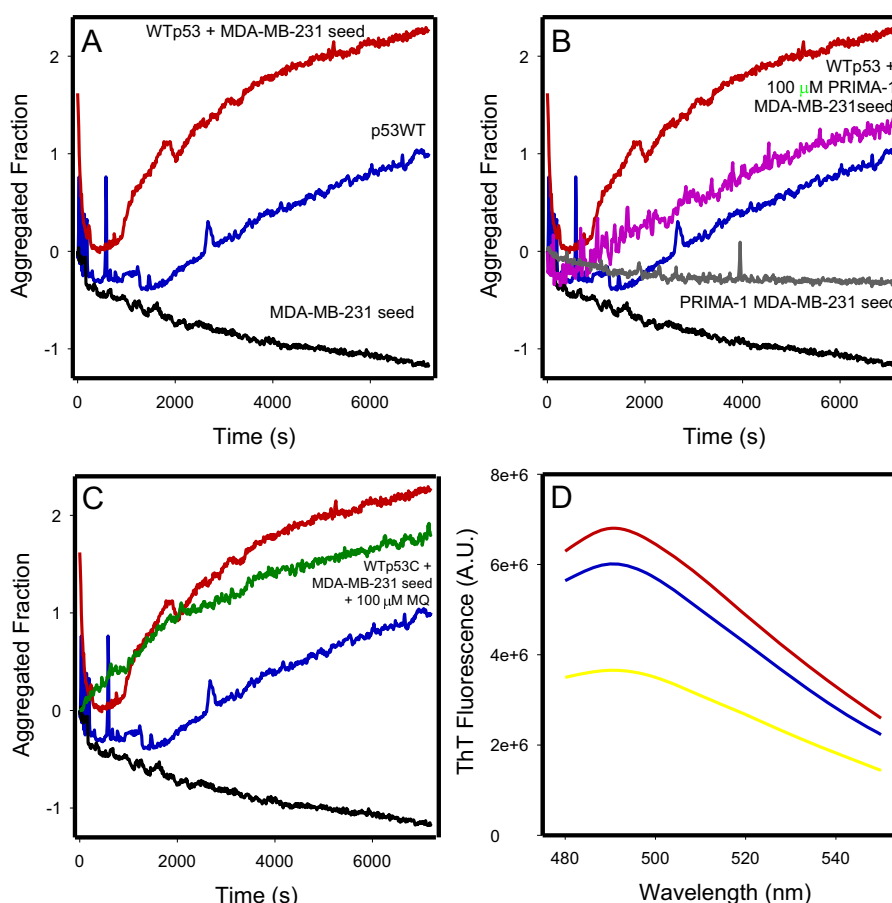 A
WTp53 + MDA-MB-231 seed
p53WT
MDA-MB-231 seed
Aggregated Fraction
2
1
0
-1
0 2000 4000 6000
Time (s)
B
WTp53 +
100 µM PRIMA-1
MDA-MB-231seed
PRIMA-1 MDA-MB-231 seed
Aggregated Fraction
2
1
0
-1
0 2000 4000 6000
Time (s)
C
WTp53C +
MDA-MB-231 seed
+ 100 µM MQ
Aggregated Fraction
2
1
0
-1
0 2000 4000 6000
Time (s)
D
ThT Fluorescence (A.U.)
8e+6
6e+6
4e+6
2e+6
0
480 500 520 540
Wavelength (nm)